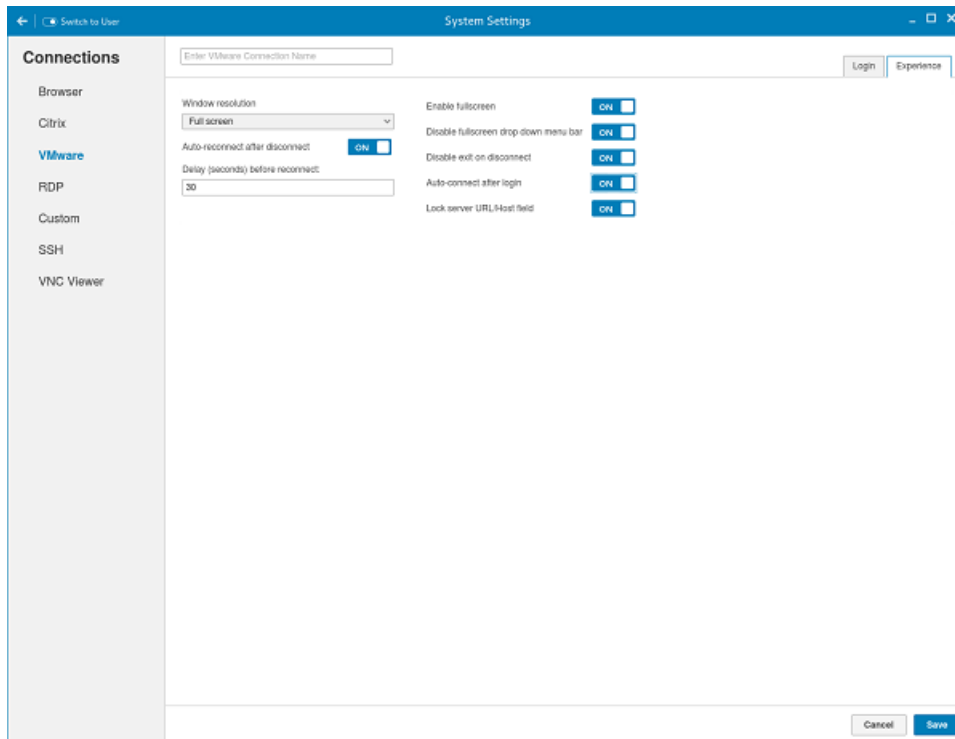 Switch to User
System Settings
Connections
Browser
Citrix
VMware
RDP
Custom
SSH
VNC Viewer
Enter VMware Connection Name
Login
Experience
Window resolution
Full screen
Auto-reconnect after disconnect
ON
Delay (seconds) before reconnect:
30
Enable fullscreen
ON
Disable fullscreen drop down menu bar
ON
Disable exit on disconnect
ON
Auto-connect after login
ON
Lock server URL/Host field
ON
Cancel
Save